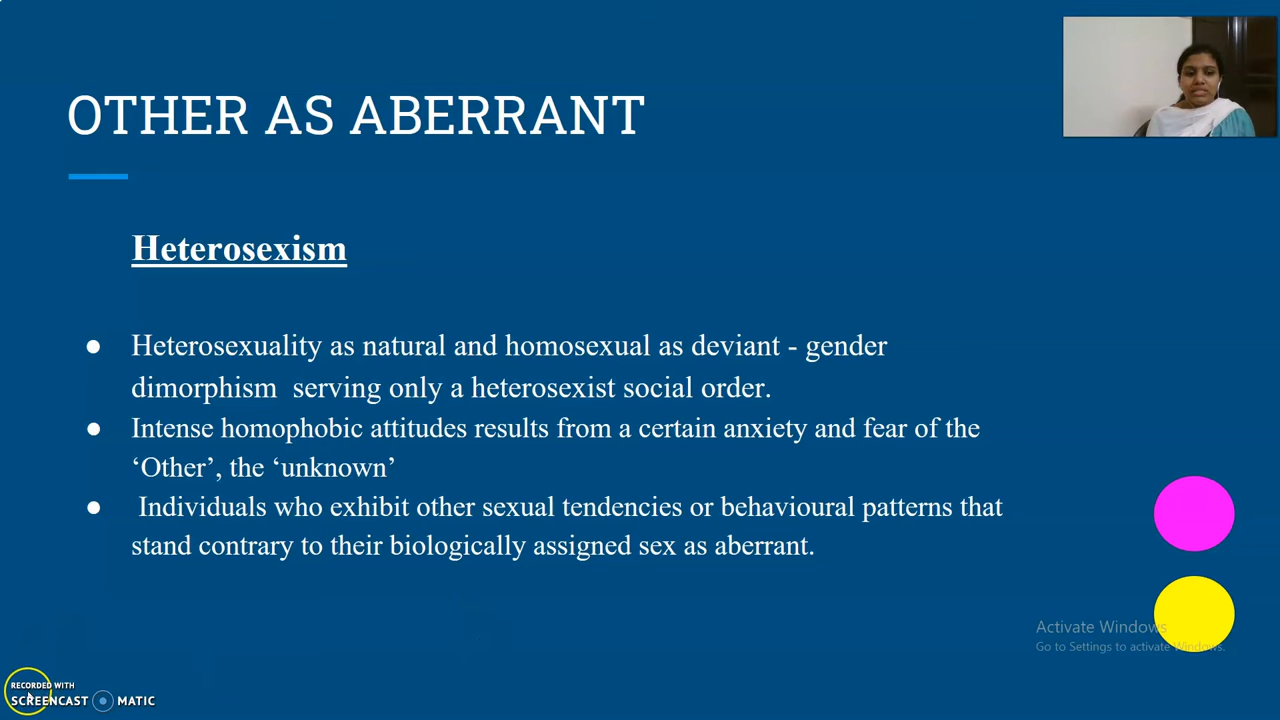 OTHER AS ABERRANT
Heterosexism
● Heterosexuality as natural and homosexual as deviant - gender
dimorphism  serving only a heterosexist social order.
● Intense homophobic attitudes results from a certain anxiety and fear of the
‘Other’, the ‘unknown’
● Individuals who exhibit other sexual tendencies or behavioural patterns that
stand contrary to their biologically assigned sex as aberrant.
Activate Windows
Go to Settings to activate Windows.
RECORDED WITH
SCREENCAST MATIC